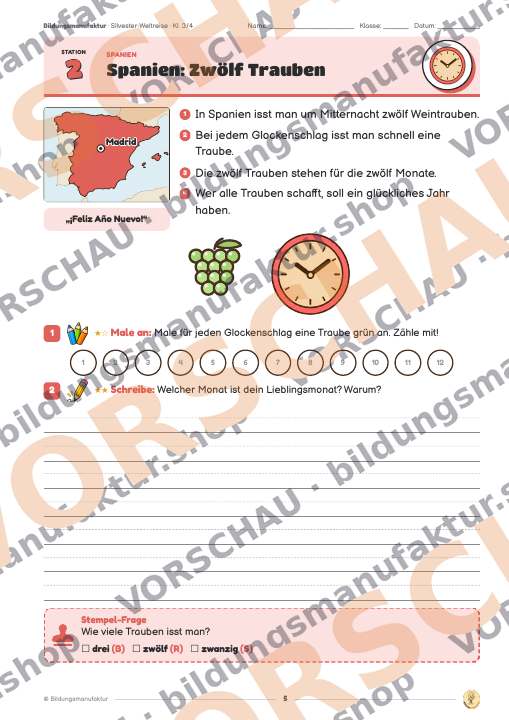 Bildungsmanufaktur · Silvester-Weltreise · Kl. 3/4 Name: Klasse: Datum:
STATION
2
SPANIEN
Spanien: Zwölf Trauben
Madrid
„¡Feliz Año Nuevo!“
1 In Spanien isst man um Mitternacht zwölf Weintrauben.
2 Bei jedem Glockenschlag isst man schnell eine
Traube.
3 Die zwölf Trauben stehen für die zwölf Monate.
4 Wer alle Trauben schafft, soll ein glückliches Jahr
haben.
1 Male an: Male für jeden Glockenschlag eine Traube grün an. Zähle mit!
1 2 3 4 5 6 7 8 9 10 11 12
2 Schreibe: Welcher Monat ist dein Lieblingsmonat? Warum?
Stempel-Frage
Wie viele Trauben isst man?
☐ drei (B) ☐ zwölf (R) ☐ zwanzig (S)
© Bildungsmanufaktur 5
VORSCHAU · bildungsmanufaktur.shop
VORSCHAU